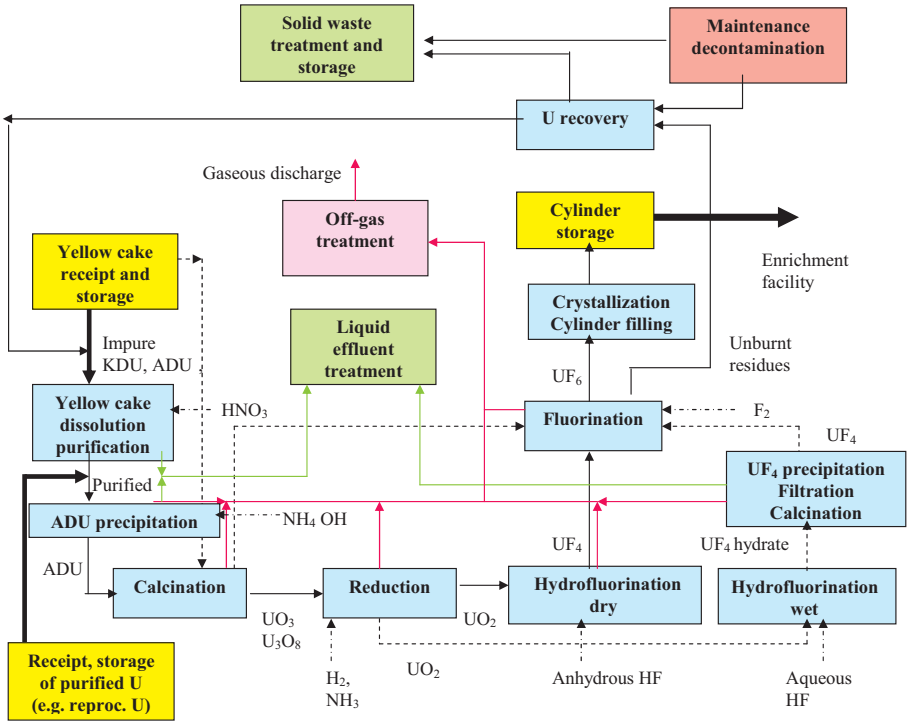 Solid waste
treatment and
storage
Maintenance
decontamination
U recovery
Gaseous discharge
Off-gas
treatment
Cylinder
storage
Enrichment
facility
Yellow cake
receipt and
storage
Crystallization
Cylinder filling
Liquid
effluent
treatment
Impure
KDU, ADU
Unburnt
residues
UF₆
Yellow cake
dissolution
purification
HNO₃
Fluorination
F₂
UF₄
Purified
UF₄ precipitation
Filtration
Calcination
ADU precipitation
NH₄ OH
UF₄
UF₄ hydrate
ADU
Calcination
Reduction
Hydrofluorination
dry
Hydrofluorination
wet
UO₃
U₃O₈
UO₂
UO₂
Receipt, storage
of purified U
(e.g. reproc. U)
H₂,
NH₃
Anhydrous HF
Aqueous
HF